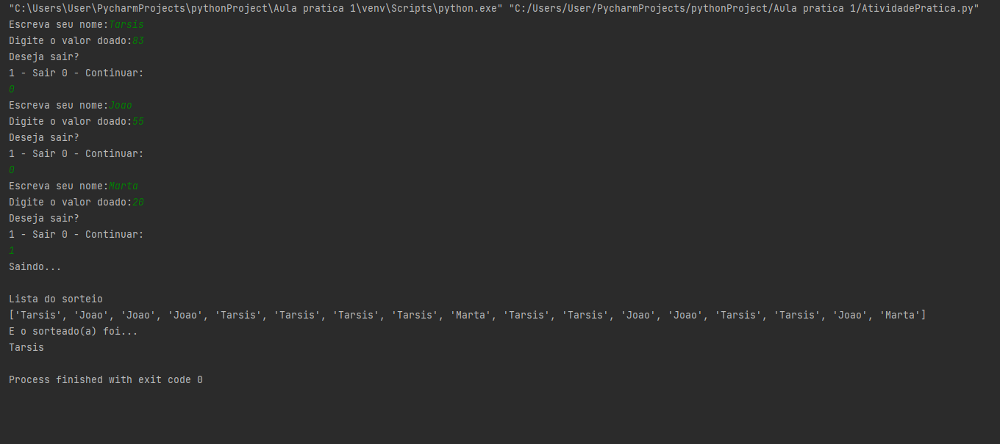 "C:\Users\User\PycharmProjects\pythonProject\Aula pratica 1\venv\Scripts\python.exe" "C:/Users/User/PycharmProjects/pythonProject/Aula pratica 1/AtividadePratica.py"
Escreva seu nome:Tarsis
Digite o valor doado:83
Deseja sair?
1 - Sair 0 - Continuar:
0
Escreva seu nome:Joao
Digite o valor doado:55
Deseja sair?
1 - Sair 0 - Continuar:
0
Escreva seu nome:Marta
Digite o valor doado:20
Deseja sair?
1 - Sair 0 - Continuar:
1
Saindo...
Lista do sorteio
['Tarsis', 'Joao', 'Joao', 'Joao', 'Tarsis', 'Tarsis', 'Tarsis', 'Tarsis', 'Marta', 'Tarsis', 'Tarsis', 'Joao', 'Joao', 'Tarsis', 'Tarsis', 'Joao', 'Marta']
E o sorteado(a) foi...
Tarsis
Process finished with exit code 0